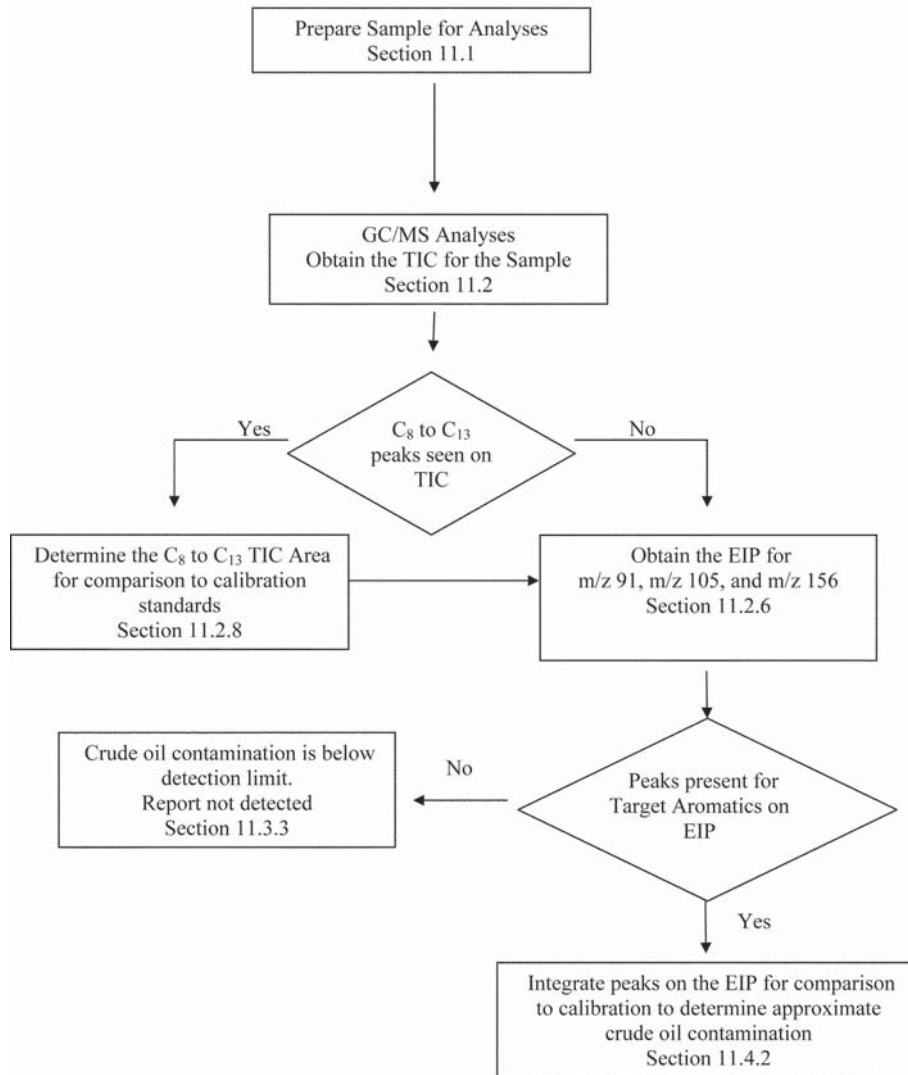 Prepare Sample for Analyses
Section 11.1
GC/MS Analyses
Obtain the TIC for the Sample
Section 11.2
C₈ to C₁₃
peaks seen on
TIC
Yes
No
Determine the C₈ to C₁₃ TIC Area
for comparison to calibration
standards
Section 11.2.8
Obtain the EIP for
m/z 91, m/z 105, and m/z 156
Section 11.2.6
Crude oil contamination is below
detection limit.
Report not detected
Section 11.3.3
No
Peaks present for
Target Aromatics on
EIP
Yes
Integrate peaks on the EIP for comparison
to calibration to determine approximate
crude oil contamination
Section 11.4.2